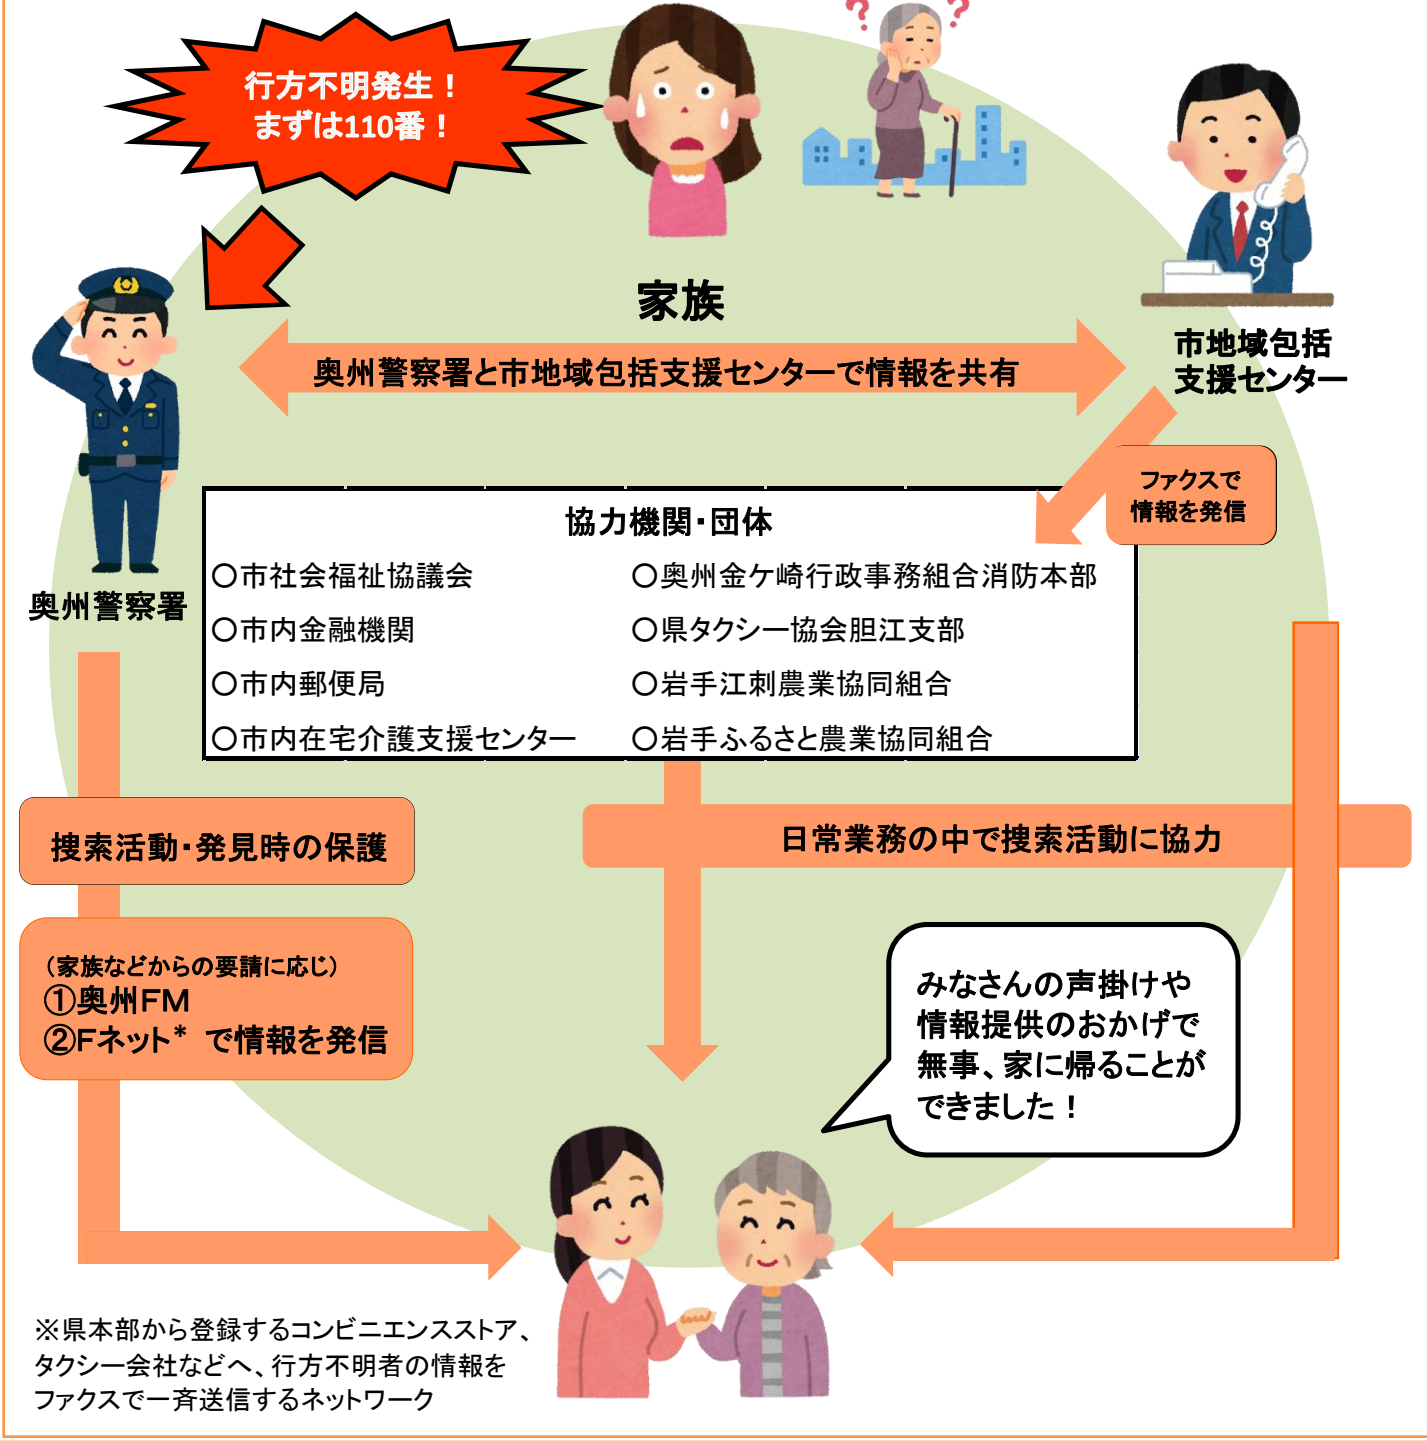 行方不明発生！
まずは110番！
？？
家族
市地域包括
支援センター
奥州警察署と市地域包括支援センターで情報を共有
ファクスで
情報を発信
奥州警察署
協力機関・団体
〇市社会福祉協議会
〇奥州金ケ崎行政事務組合消防本部
〇市内金融機関
〇県タクシー協会胆江支部
〇市内郵便局
〇岩手江刺農業協同組合
〇市内在宅介護支援センター
〇岩手ふるさと農業協同組合
捜索活動・発見時の保護
日常業務の中で捜索活動に協力
（家族などからの要請に応じ）
①奥州ＦＭ
②Ｆネット* で情報を発信
みなさんの声掛けや
情報提供のおかげで
無事、家に帰ることが
できました！
※県本部から登録するコンビニエンスストア、
タクシー会社などへ、行方不明者の情報を
ファクスで一斉送信するネットワーク